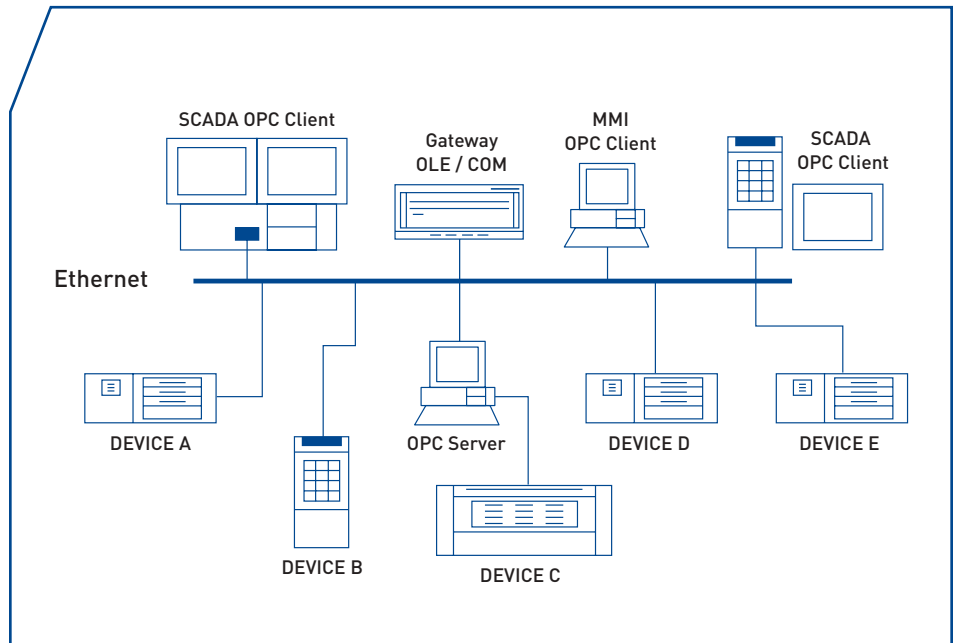 SCADA OPC Client
Gateway
OLE / COM
MMI
OPC Client
SCADA
OPC Client
Ethernet
DEVICE A
DEVICE B
OPC Server
DEVICE C
DEVICE D
DEVICE E